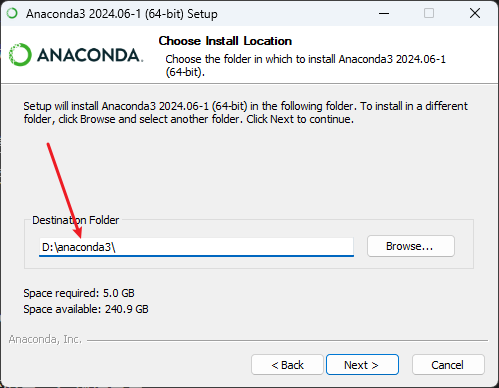 Anaconda3 2024.06-1 (64-bit) Setup
ANACONDA.
Choose Install Location
Choose the folder in which to install Anaconda3 2024.06-1
(64-bit).
Setup will install Anaconda3 2024.06-1 (64-bit) in the following folder. To install in a different
folder, click Browse and select another folder. Click Next to continue.
Destination Folder
D:\anaconda3\
Browse...
Space required: 5.0 GB
Space available: 240.9 GB
Anaconda, Inc.
< Back
Next >
Cancel